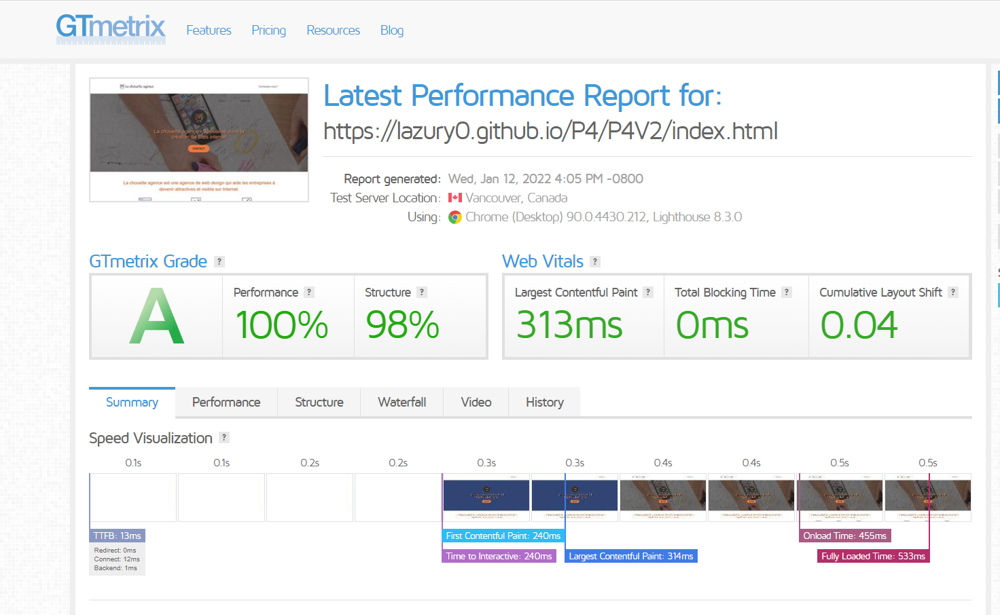 GTmetrix
Features Pricing Resources Blog
La chouette agence
Contactez-nous !
La chouette agence - Spécialisé dans la
création de Sites internet
CONTACT
La chouette agence est une agence de web design qui aide les entreprises à
devenir attractives et visible sur Internet.
Latest Performance Report for:
https://lazury0.github.io/P4/P4V2/index.html
Report generated: Wed, Jan 12, 2022 4:05 PM -0800
Test Server Location: Vancouver, Canada
Using: Chrome (Desktop) 90.0.4430.212, Lighthouse 8.3.0
GTmetrix Grade ?
A
Performance ?
100%
Structure ?
98%
Web Vitals ?
Largest Contentful Paint ?
313ms
Total Blocking Time ?
0ms
Cumulative Layout Shift ?
0.04
Summary Performance Structure Waterfall Video History
Speed Visualization ?
0.1s 0.1s 0.2s 0.2s 0.3s 0.3s 0.4s 0.4s 0.5s 0.5s
TTFB: 13ms
Redirect: 0ms
Connect: 12ms
Backend: 1ms
First Contentful Paint: 240ms
Time to Interactive: 240ms
Largest Contentful Paint: 314ms
Onload Time: 455ms
Fully Loaded Time: 533ms